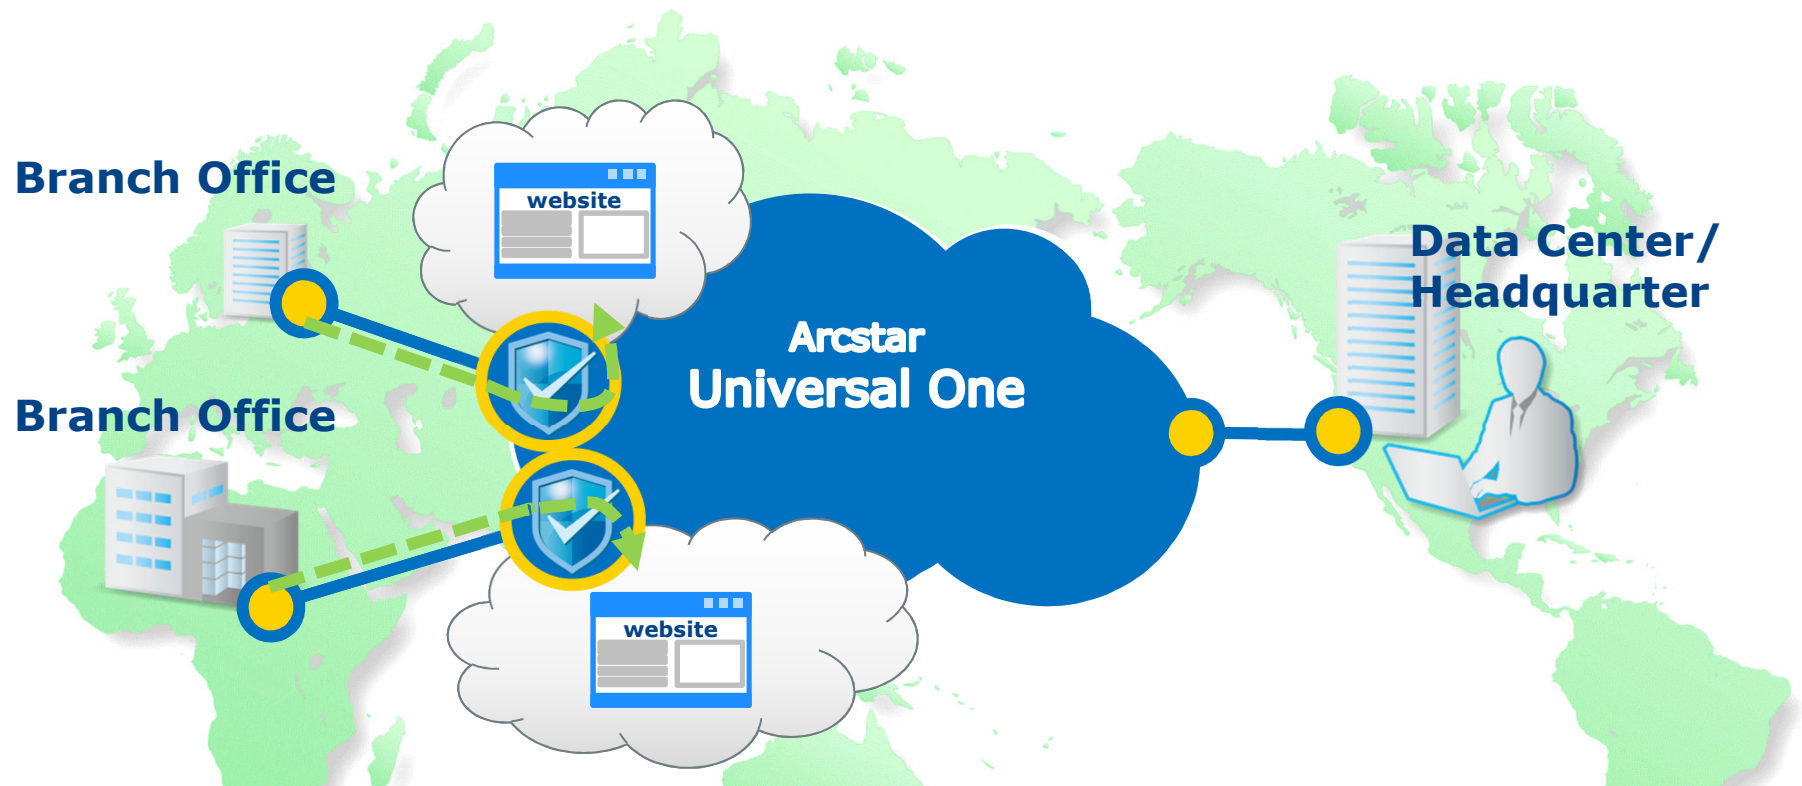 Branch Office
website
Data Center/
Headquarter
Arcstar
Universal One
Branch Office
website